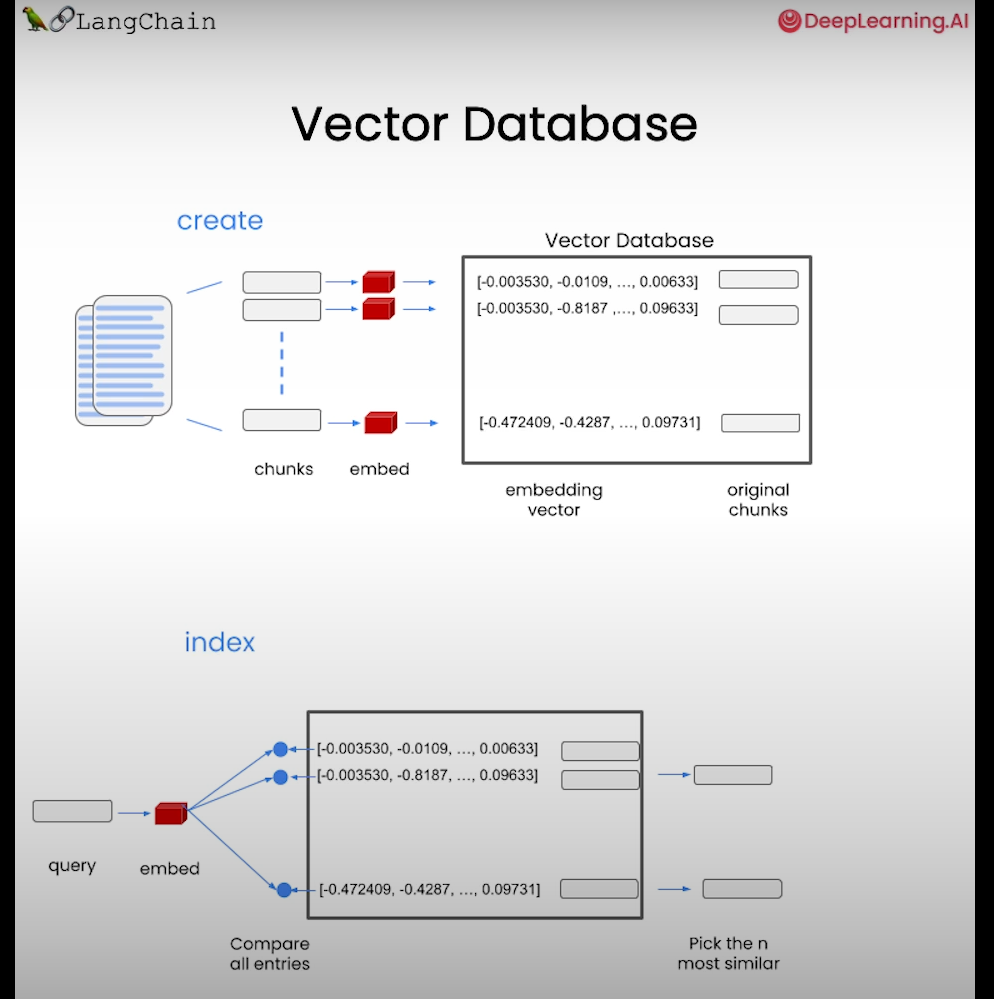 LangChain
DeepLearning.AI
Vector Database
create
Vector Database
[-0.003530, -0.0109, ..., 0.00633]
[-0.003530, -0.8187 ,..., 0.09633]
[-0.472409, -0.4287, ..., 0.09731]
chunks
embed
embedding
vector
original
chunks
index
[-0.003530, -0.0109, ..., 0.00633]
[-0.003530, -0.8187, ..., 0.09633]
[-0.472409, -0.4287, ..., 0.09731]
query
embed
Compare
all entries
Pick the n
most similar